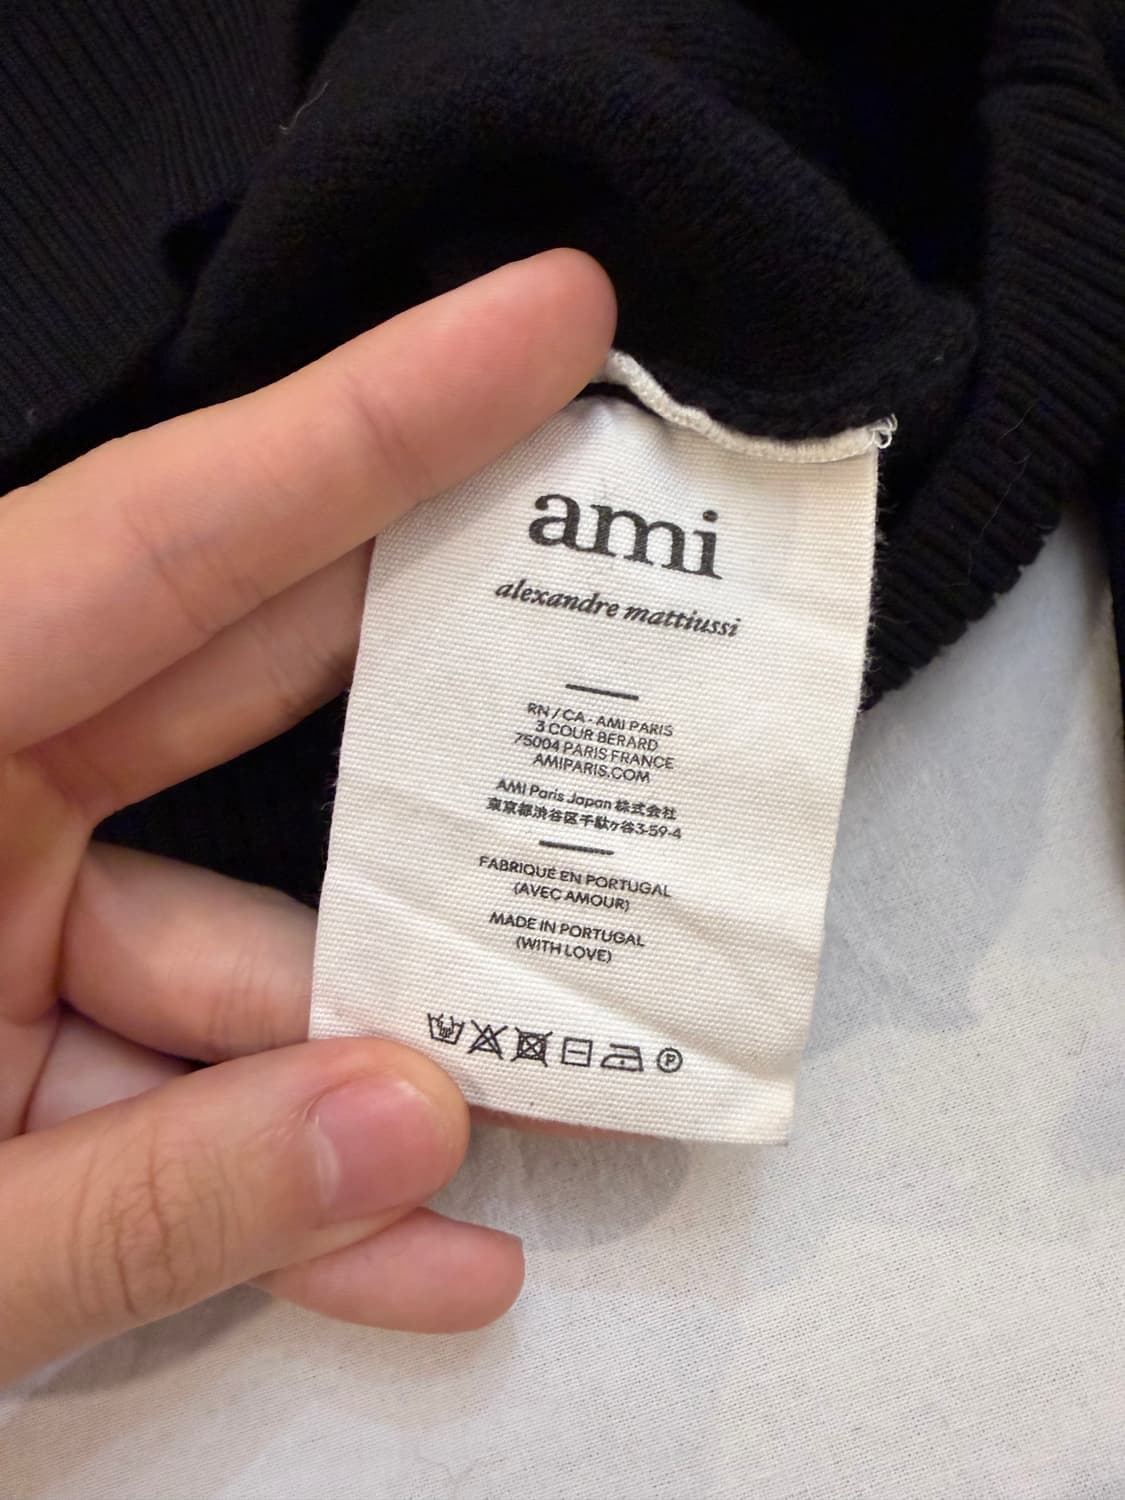 ami
alexandre mattiussi
RN / CA - AMI PARIS
3 COUR BERARD
75004 PARIS FRANCE
AMIPARIS.COM
AMI Paris Japan 株式会社
東京都渋谷区千駄ヶ谷3-59-4
FABRIQUÉ EN PORTUGAL
(AVEC AMOUR)
MADE IN PORTUGAL
(WITH LOVE)
P